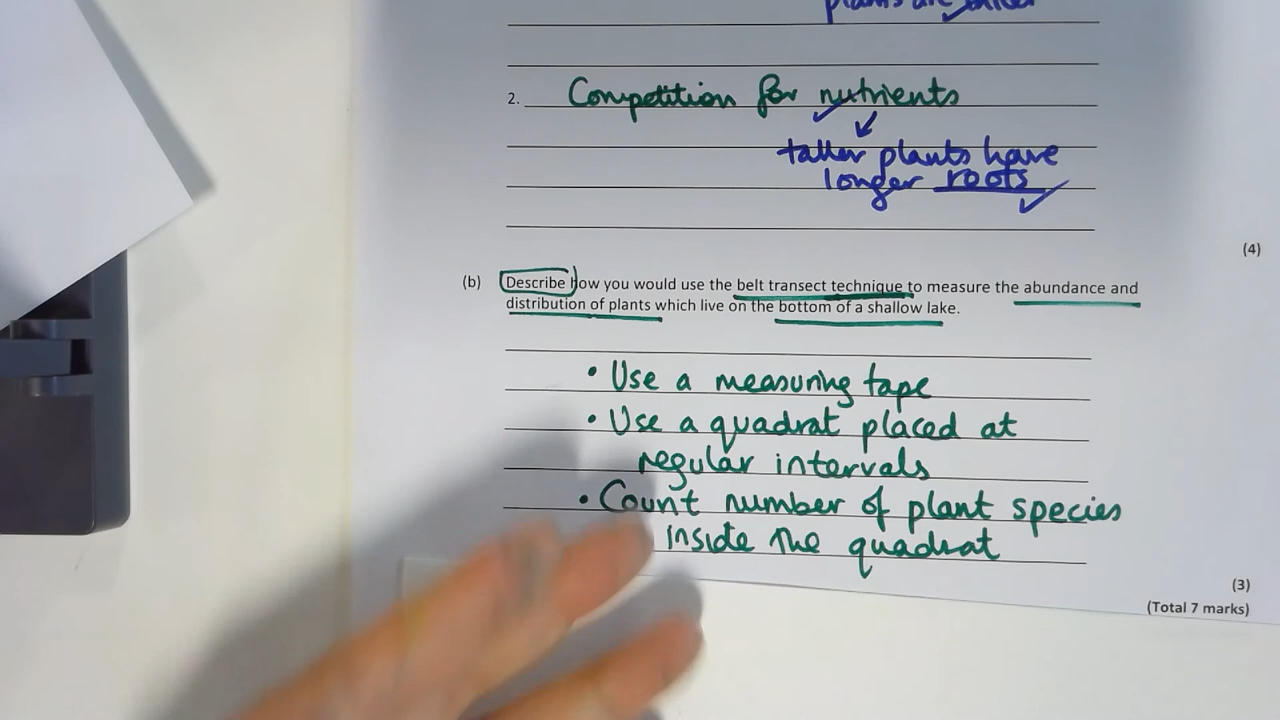 plants are
2. Competition for nutrients
taller plants have
longer roots
(4)
(b) Describe how you would use the belt transect technique to measure the abundance and
distribution of plants which live on the bottom of a shallow lake.
• Use a measuring tape
• Use a quadrat placed at
regular intervals
• Count number of plant species
inside the quadrat
(3)
(Total 7 marks)